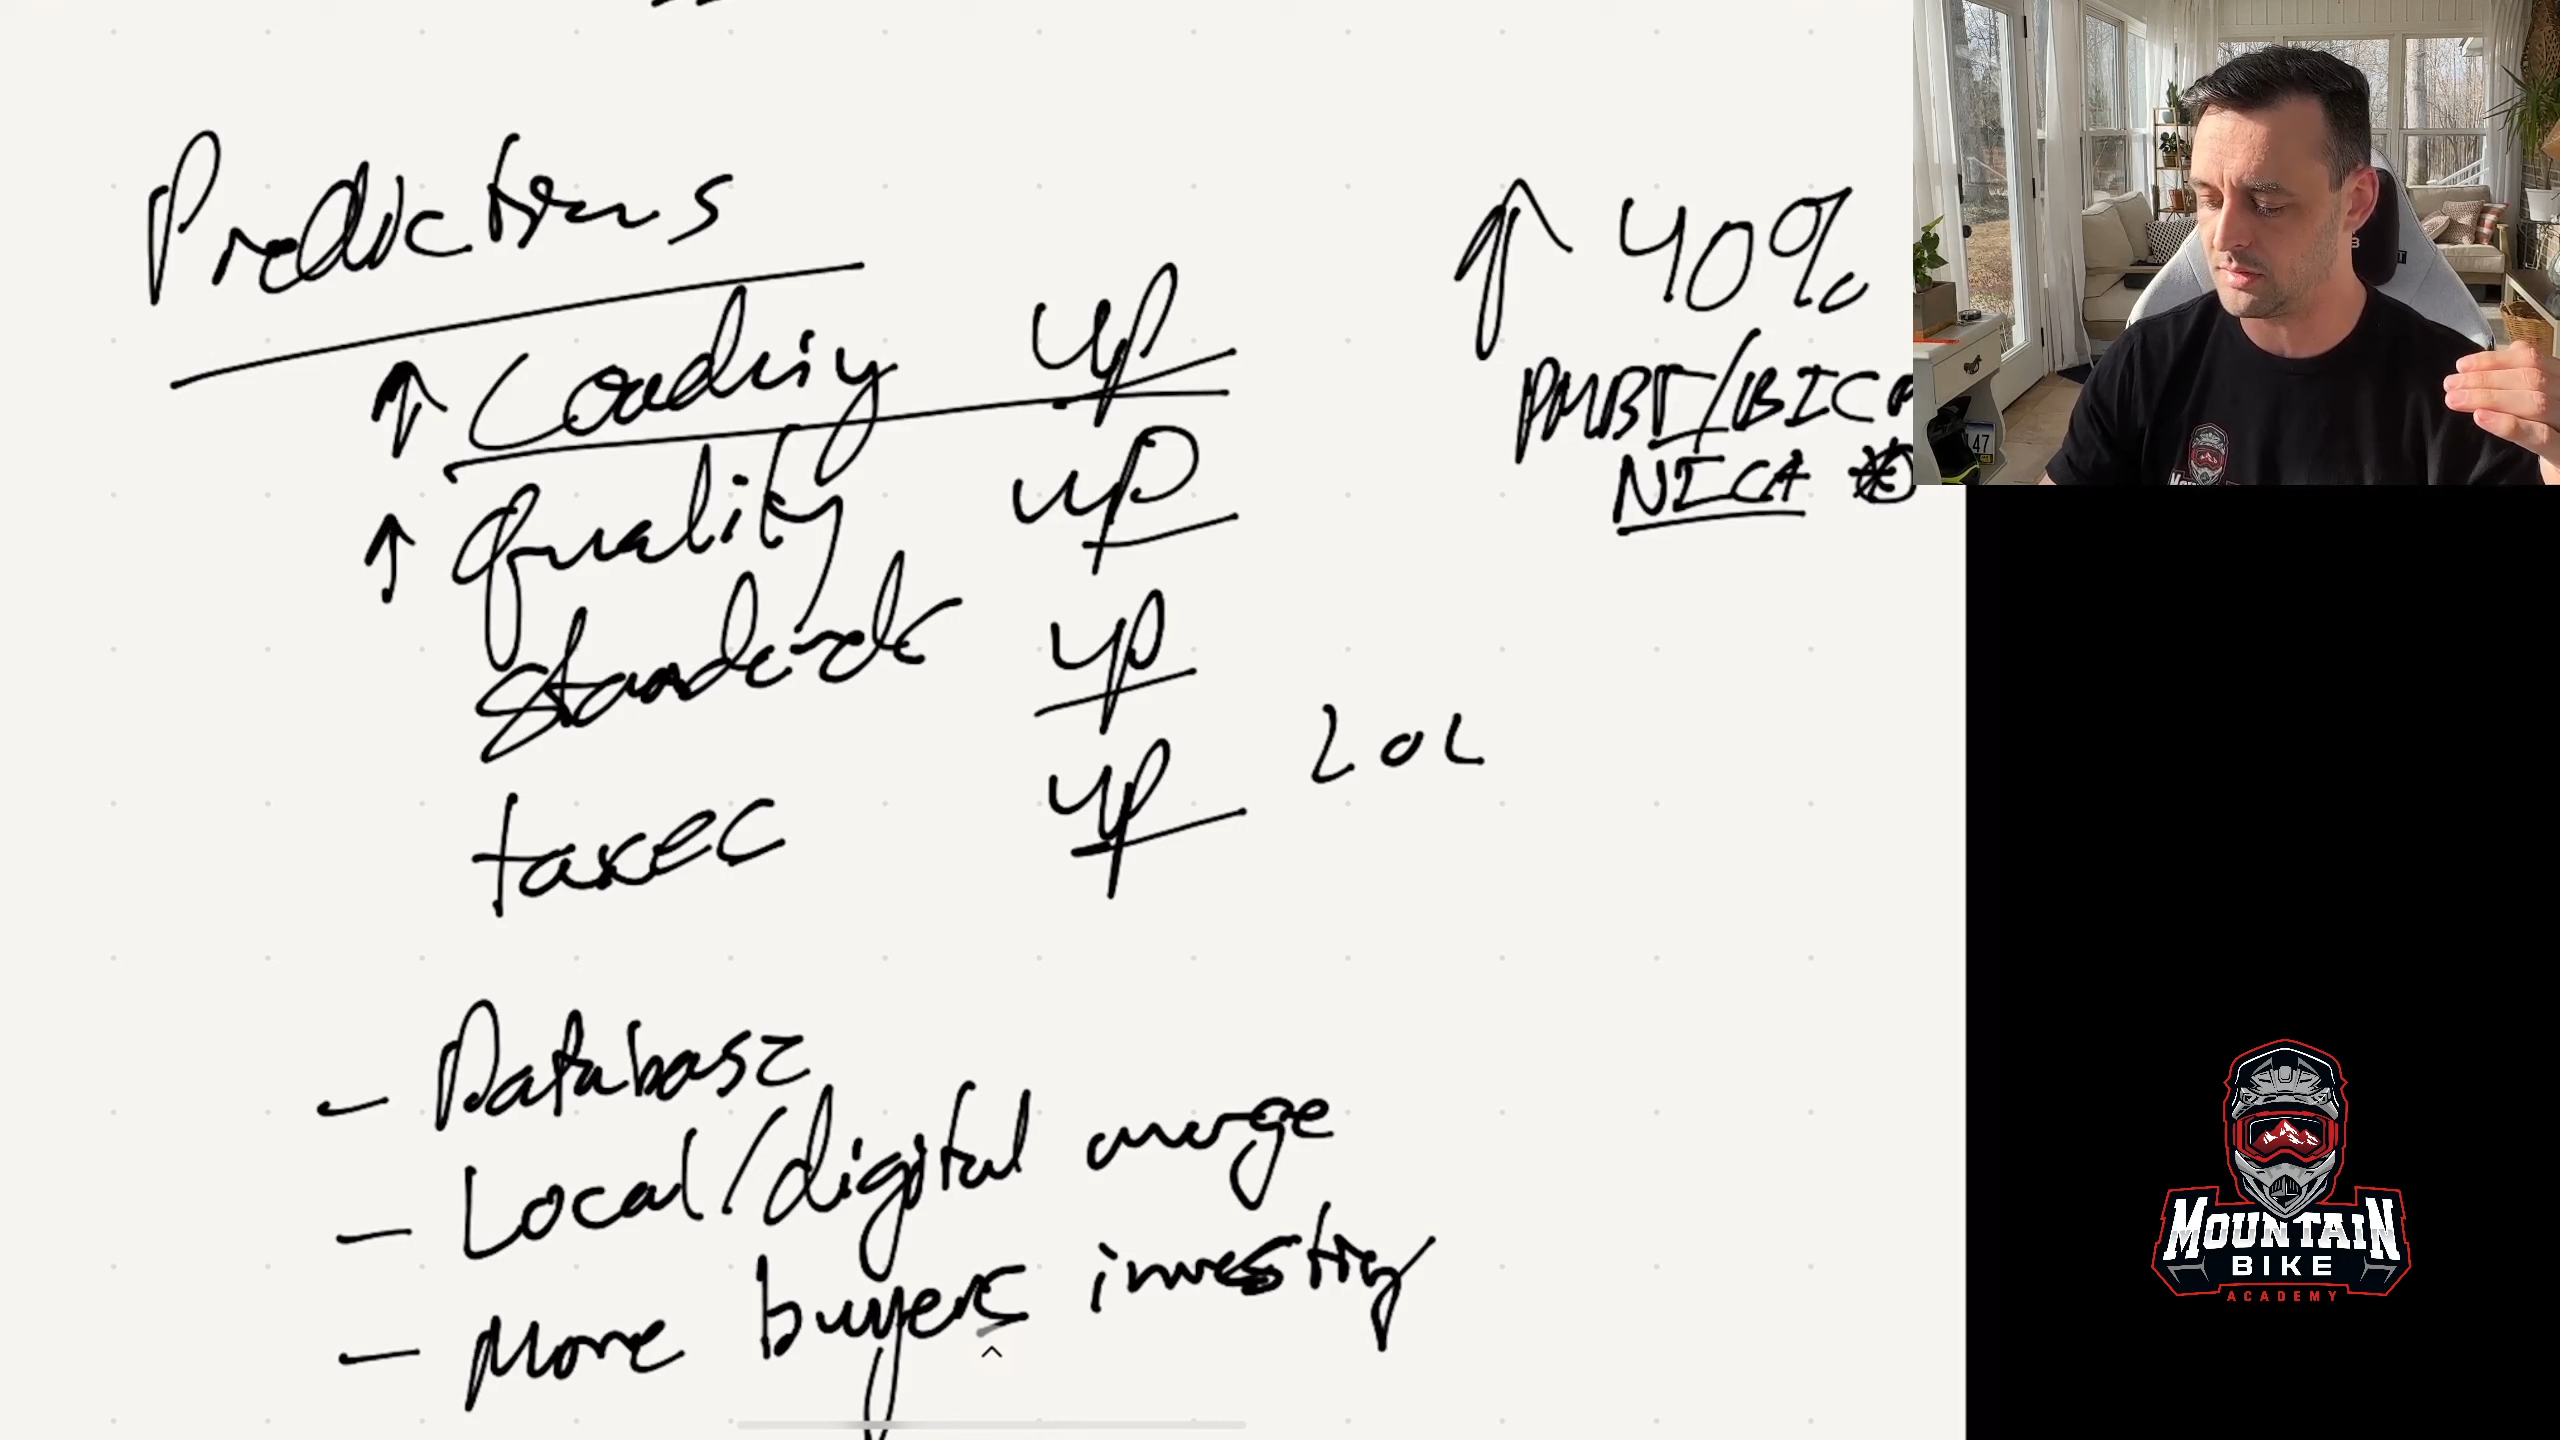 Predictions
↑ Coaching up
↑ quality up
standards up
taxes up LOL
- Database
- Local/digital merge
- More buyers investing
↑ 40%
PMBI/BICP
NICA
47
MOUNTAIN
BIKE
ACADEMY